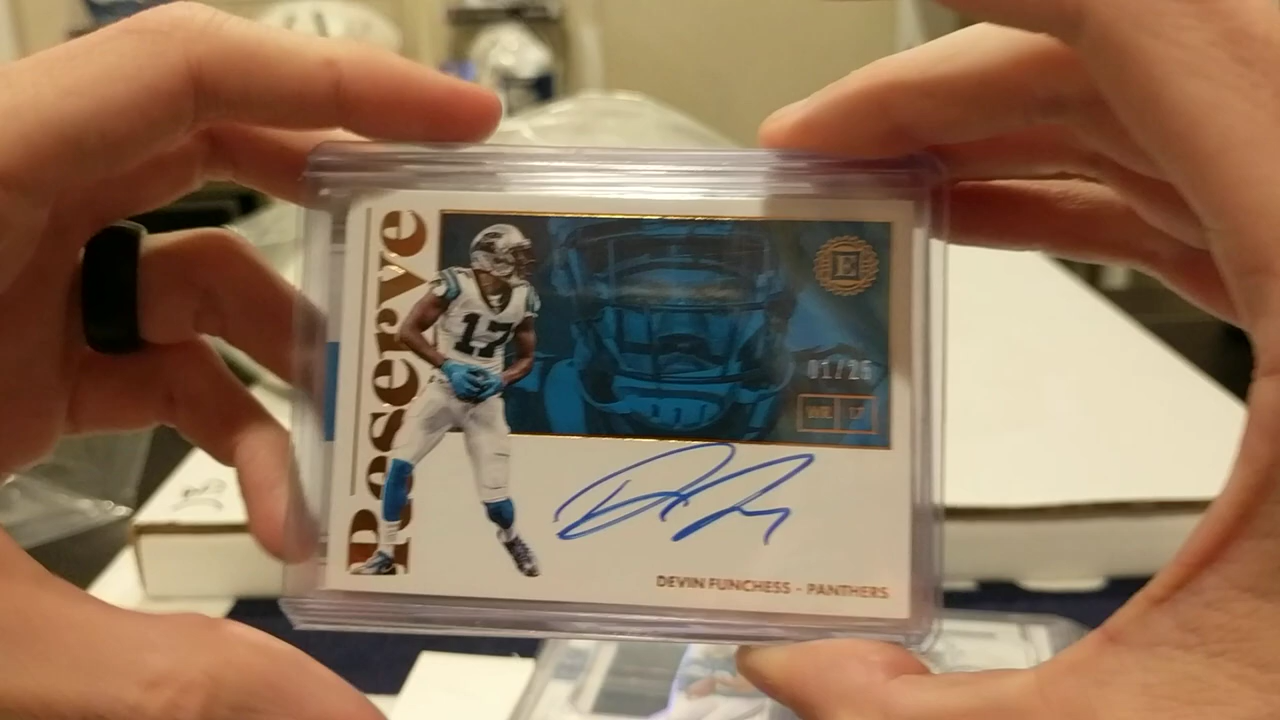 Reserve
17
E
01/25
WR 17
DEVIN FUNCHESS - PANTHERS